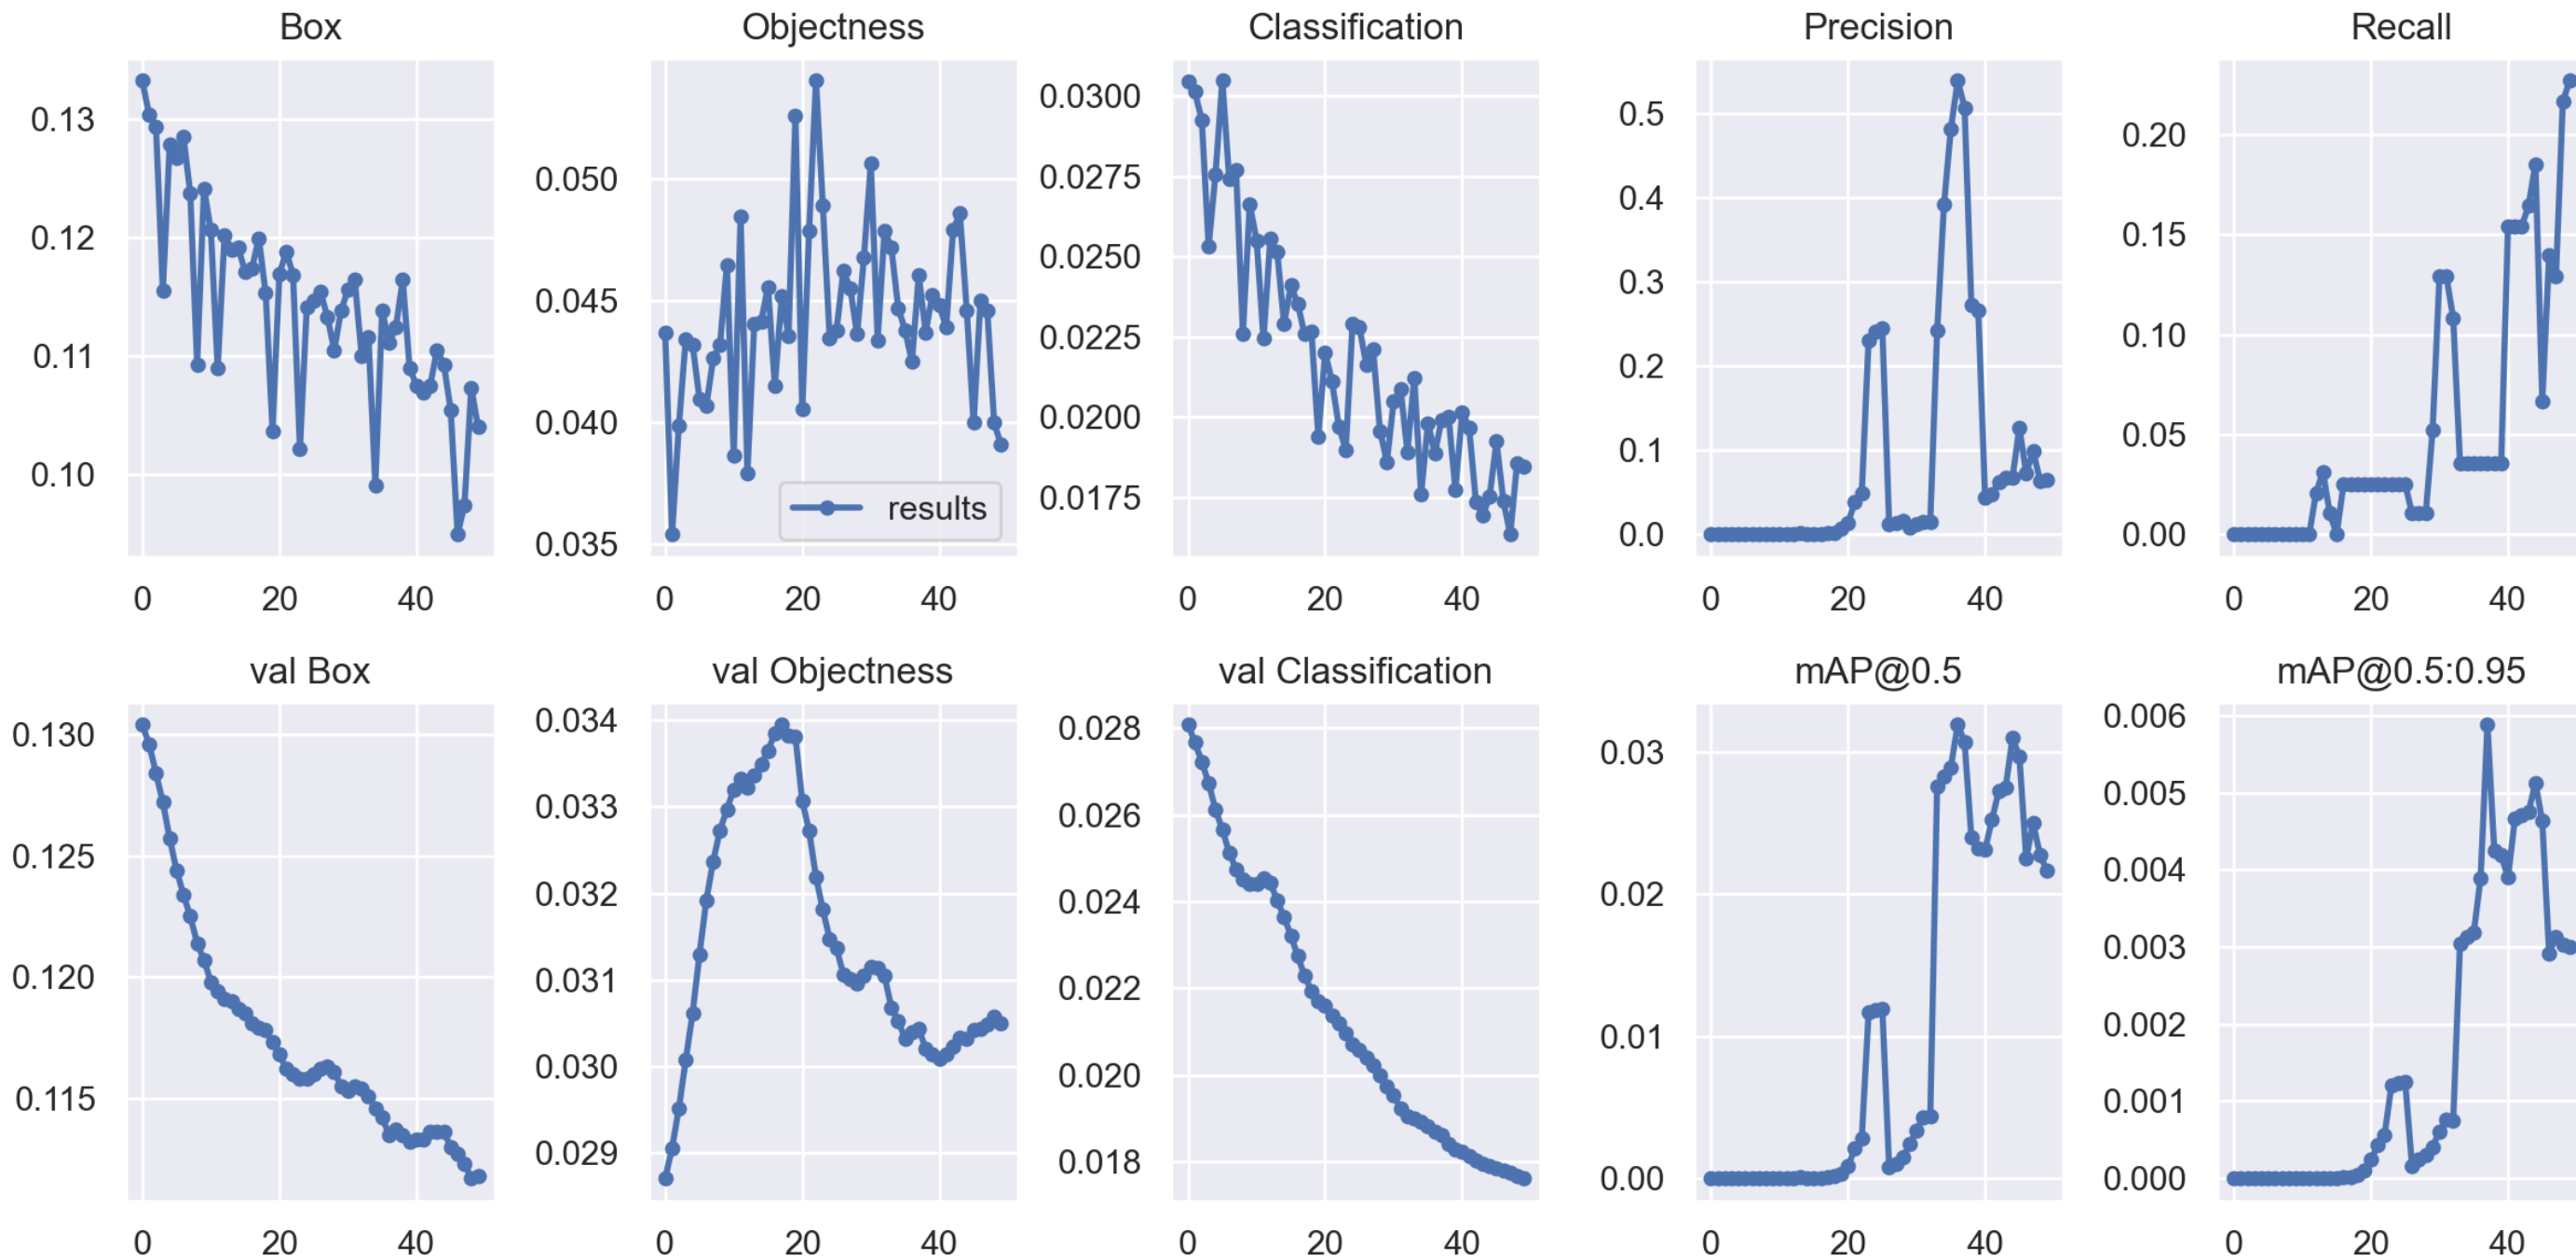 Box
Objectness
Classification
Precision
Recall
0.13
0.12
0.11
0.10
0 20 40
0.050
0.045
0.040
0.035
results
0 20 40
0.0300
0.0275
0.0250
0.0225
0.0200
0.0175
0 20 40
0.5
0.4
0.3
0.2
0.1
0.0
0 20 40
0.20
0.15
0.10
0.05
0.00
0 20 40
val Box
val Objectness
val Classification
mAP@0.5
mAP@0.5:0.95
0.130
0.125
0.120
0.115
0 20 40
0.034
0.033
0.032
0.031
0.030
0.029
0 20 40
0.028
0.026
0.024
0.022
0.020
0.018
0 20 40
0.03
0.02
0.01
0.00
0 20 40
0.006
0.005
0.004
0.003
0.002
0.001
0.000
0 20 40